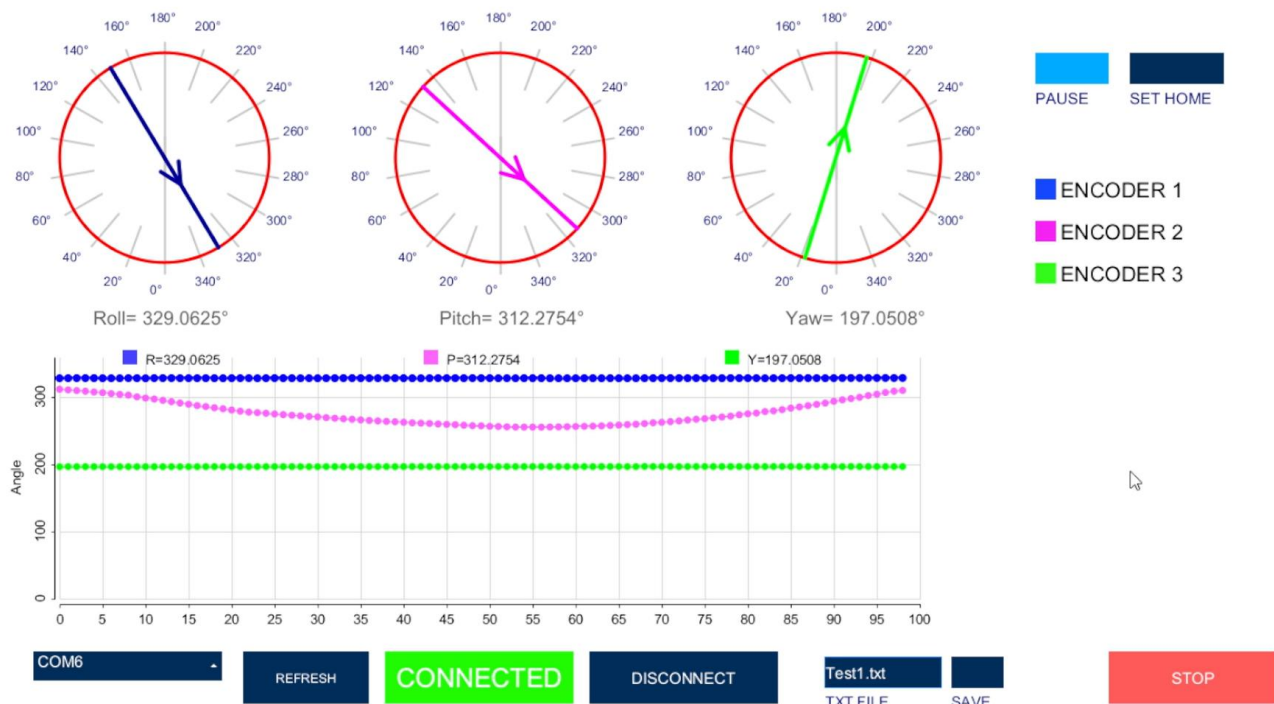 180° 180° 180°
160° 200° 160° 200° 160° 200°
140° 220° 140° 220° 140° 220°
120° 240° 120° 240° 120° 240°
100° 260° 100° 260° 100° 260°
80° 280° 80° 280° 80° 280°
60° 300° 60° 300° 60° 300°
40° 320° 40° 320° 40° 320°
20° 340° 20° 340° 20° 340°
0° 0° 0°
Roll= 329.0625° Pitch= 312.2754° Yaw= 197.0508°
PAUSE SET HOME
ENCODER 1
ENCODER 2
ENCODER 3
R=329.0625 P=312.2754 Y=197.0508
300
200
100
0
Angle
0 5 10 15 20 25 30 35 40 45 50 55 60 65 70 75 80 85 90 95 100
COM6
REFRESH
CONNECTED
DISCONNECT
Test1.txt
TXT FILE SAVE
STOP